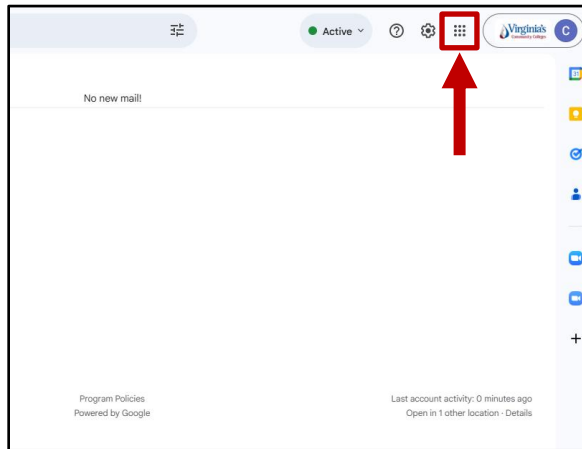 Active
Virginia's
Community Colleges
C
31
No new mail!
Program Policies
Powered by Google
Last account activity: 0 minutes ago
Open in 1 other location · Details